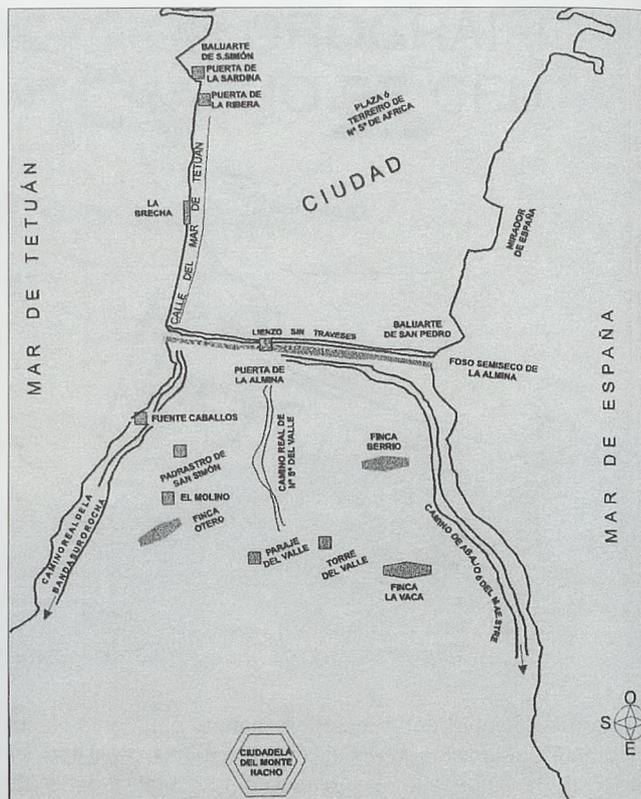 BALUARTE
DE S.SIMÓN
PUERTA DE
LA SARDINA
PUERTA DE
LA RIBERA
PLAZA Ó
TERREIRO DE
Nª Sª DE AFRICA
CIUDAD
MAR DE TETUÁN
LA
BRECHA
CALLE DEL MAR DE TETUAN
MIRADOR
DE ESPAÑA
LIENZO SIN TRAVESES
BALUARTE
DE SAN PEDRO
FOSO SEMISECO DE
LA ALMINA
PUERTA DE
LA ALMINA
MAR DE ESPAÑA
FUENTE CABALLOS
PADRASTRO DE
SAN SIMÓN
CAMINO REAL DE
Nª Sª DEL VALLE
FINCA
BERRIO
EL MOLINO
FINCA
OTERO
CAMINO REAL DE LA
BANDA SUR O ROCHA
PARAJE
DEL VALLE
TORRE
DEL VALLE
FINCA
LA VACA
CAMINO DE ABAJO ó DEL MAESTRE
O
S
E
CIUDADELA
DEL MONTE
HACHO